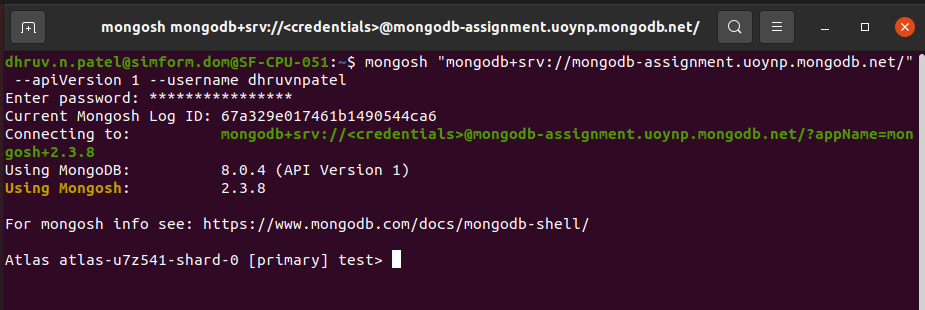 mongosh mongodb+srv://<credentials>@mongodb-assignment.uoynp.mongodb.net/
dhruv.n.patel@simform.dom@SF-CPU-051:~$ mongosh "mongodb+srv://mongodb-assignment.uoynp.mongodb.net/"
 --apiVersion 1 --username dhruvnpatel
Enter password: ****************
Current Mongosh Log ID: 67a329e017461b1490544ca6
Connecting to:          mongodb+srv://<credentials>@mongodb-assignment.uoynp.mongodb.net/?appName=mon
gosh+2.3.8
Using MongoDB:          8.0.4 (API Version 1)
Using Mongosh:          2.3.8
For mongosh info see: https://www.mongodb.com/docs/mongodb-shell/
Atlas atlas-u7z541-shard-0 [primary] test>